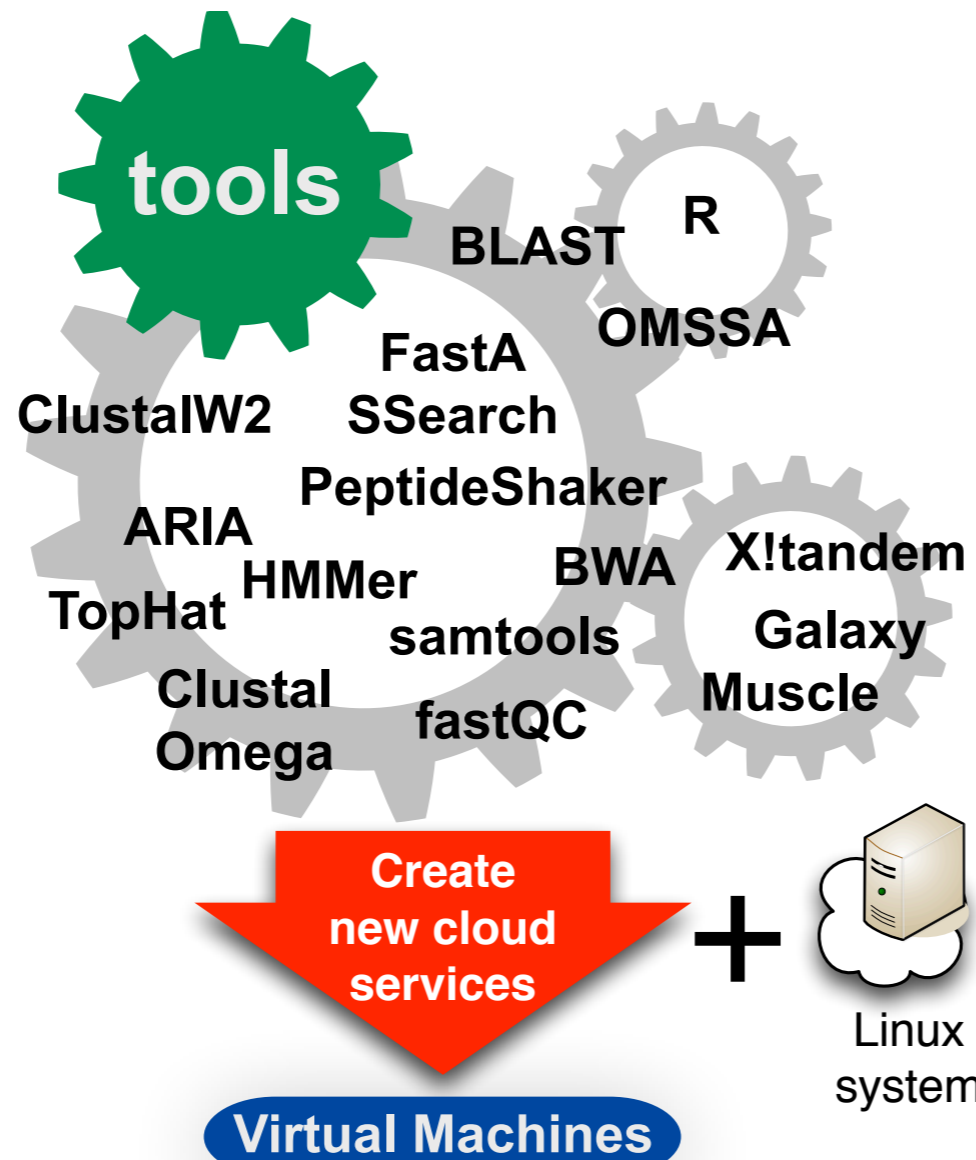 tools
R
BLAST
OMSSA
FastA
ClustalW2
SSearch
PeptideShaker
ARIA
HMMer
BWA
X!tandem
TopHat
samtools
Galaxy
Clustal
Omega
fastQC
Muscle
Create
new cloud
services
+
Linux
system
Virtual Machines